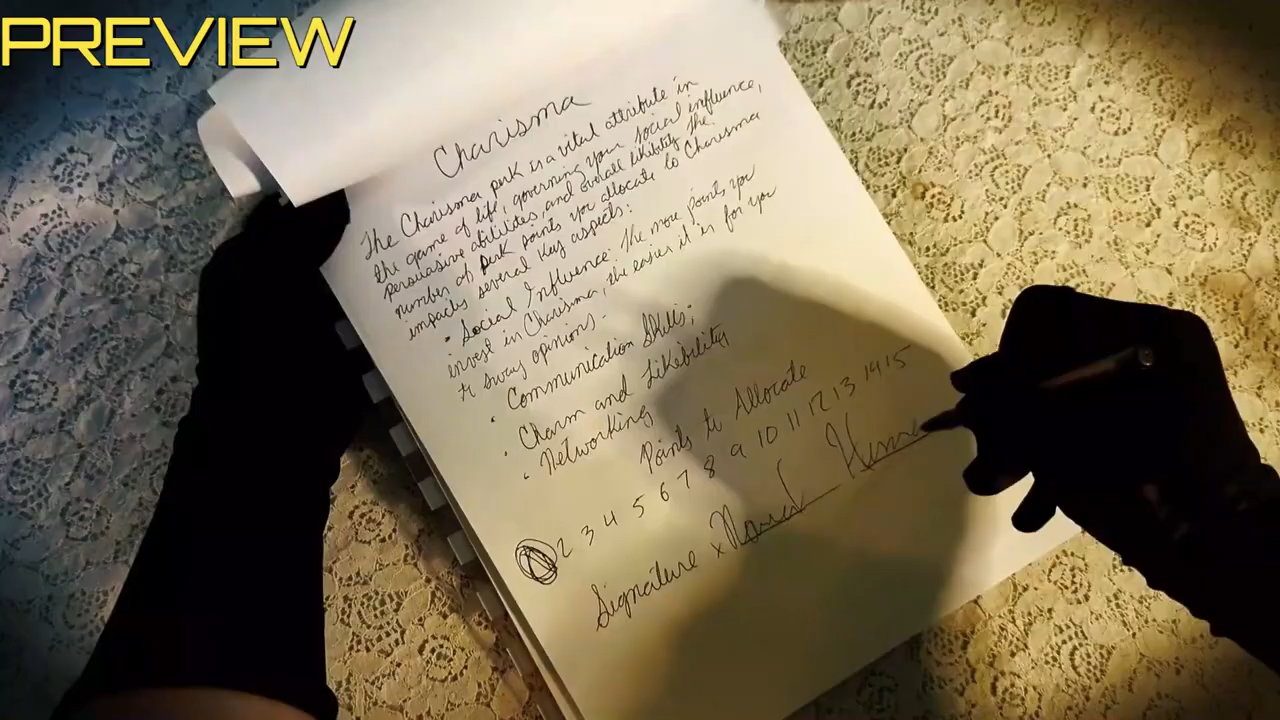 PREVIEW
Charisma
The Charisma perk is a vital attribute in
the game of life, governing your social influence,
persuasive abilities, and overall likibility. The
number of perk points you allocate to Charisma
impacts several key aspects:
• Social Influence: The more points you
invest in Charisma, the easier it is for you
to sway opinions.
• Communication Skills:
• Charm and Likibility
• Networking
Points to Allocate
1 2 3 4 5 6 7 8 9 10 11 12 13 14 15
Signature x